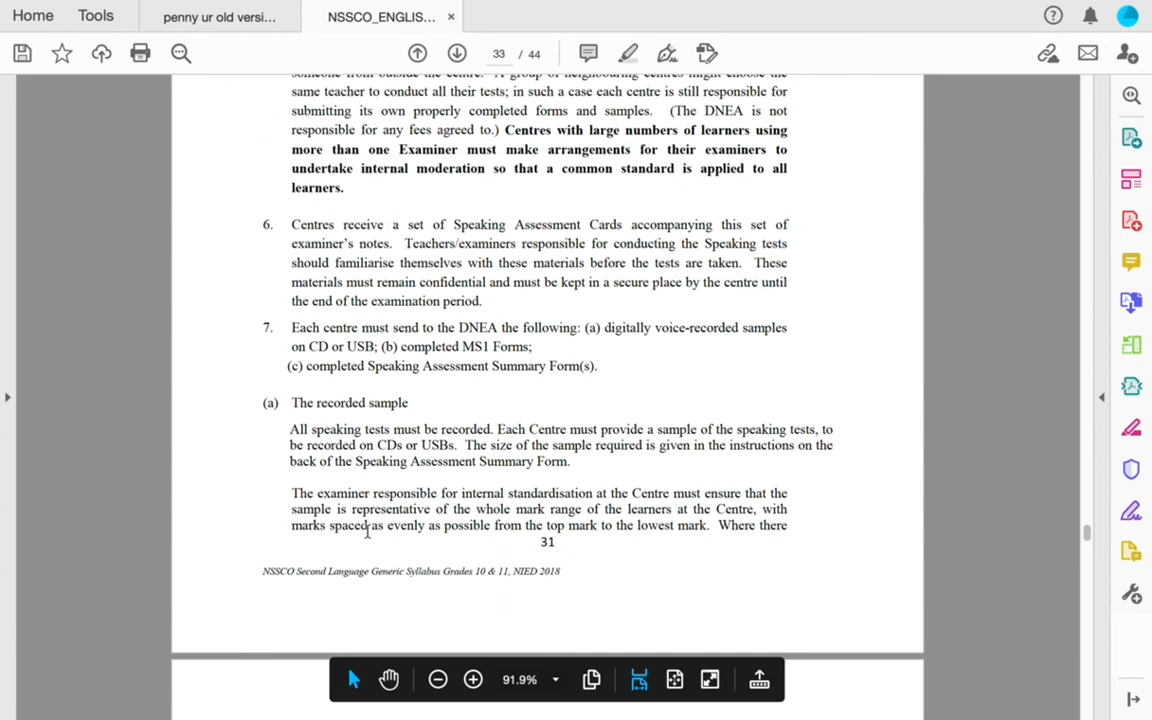 Home
Tools
penny ur old versi...
NSSCO_ENGLIS...
×
33 / 44
someone from outside the centre. A group of neighbouring centres might choose the
same teacher to conduct all their tests; in such a case each centre is still responsible for
submitting its own properly completed forms and samples. (The DNEA is not
responsible for any fees agreed to.) Centres with large numbers of learners using
more than one Examiner must make arrangements for their examiners to
undertake internal moderation so that a common standard is applied to all
learners.
6. Centres receive a set of Speaking Assessment Cards accompanying this set of
examiner's notes. Teachers/examiners responsible for conducting the Speaking tests
should familiarise themselves with these materials before the tests are taken. These
materials must remain confidential and must be kept in a secure place by the centre until
the end of the examination period.
7. Each centre must send to the DNEA the following: (a) digitally voice-recorded samples
on CD or USB; (b) completed MS1 Forms;
(c) completed Speaking Assessment Summary Form(s).
(a) The recorded sample
All speaking tests must be recorded. Each Centre must provide a sample of the speaking tests, to
be recorded on CDs or USBs. The size of the sample required is given in the instructions on the
back of the Speaking Assessment Summary Form.
The examiner responsible for internal standardisation at the Centre must ensure that the
sample is representative of the whole mark range of the learners at the Centre, with
marks spaced as evenly as possible from the top mark to the lowest mark. Where there
31
NSSCO Second Language Generic Syllabus Grades 10 & 11, NIED 2018
91.9%